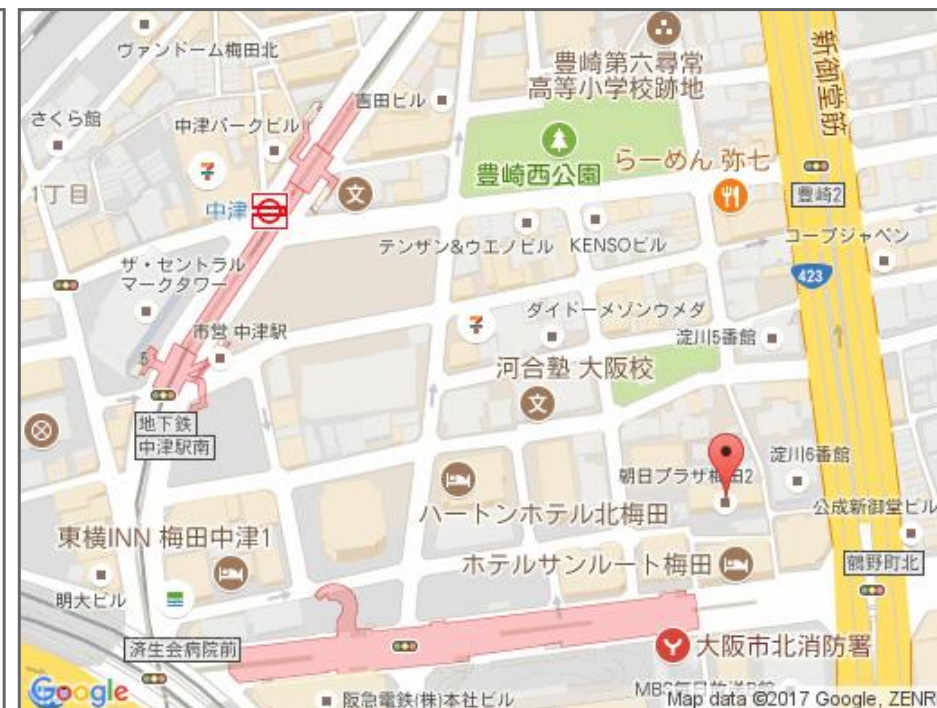 ヴァンドーム梅田北
豊崎第六尋常
高等小学校跡地
新御堂筋
吉田ビル
さくら館
中津パークビル
豊崎西公園
らーめん 弥七
1丁目
豊崎2
中津
テンザン&ウエノビル
KENSOビル
コープジャペン
ザ・セントラル
マークタワー
423
ダイドーメゾンウメダ
市営 中津駅
淀川5番館
5
河合塾 大阪校
文
文
地下鉄
中津駅南
淀川6番館
朝日プラザ梅田2
ハートンホテル北梅田
公成新御堂ビル
東横INN 梅田中津1
ホテルサンルート梅田
鶴野町北
明大ビル
済生会病院前
大阪市北消防署
Google
阪急電鉄(株)本社ビル
Map data ©2017 Google, ZENR